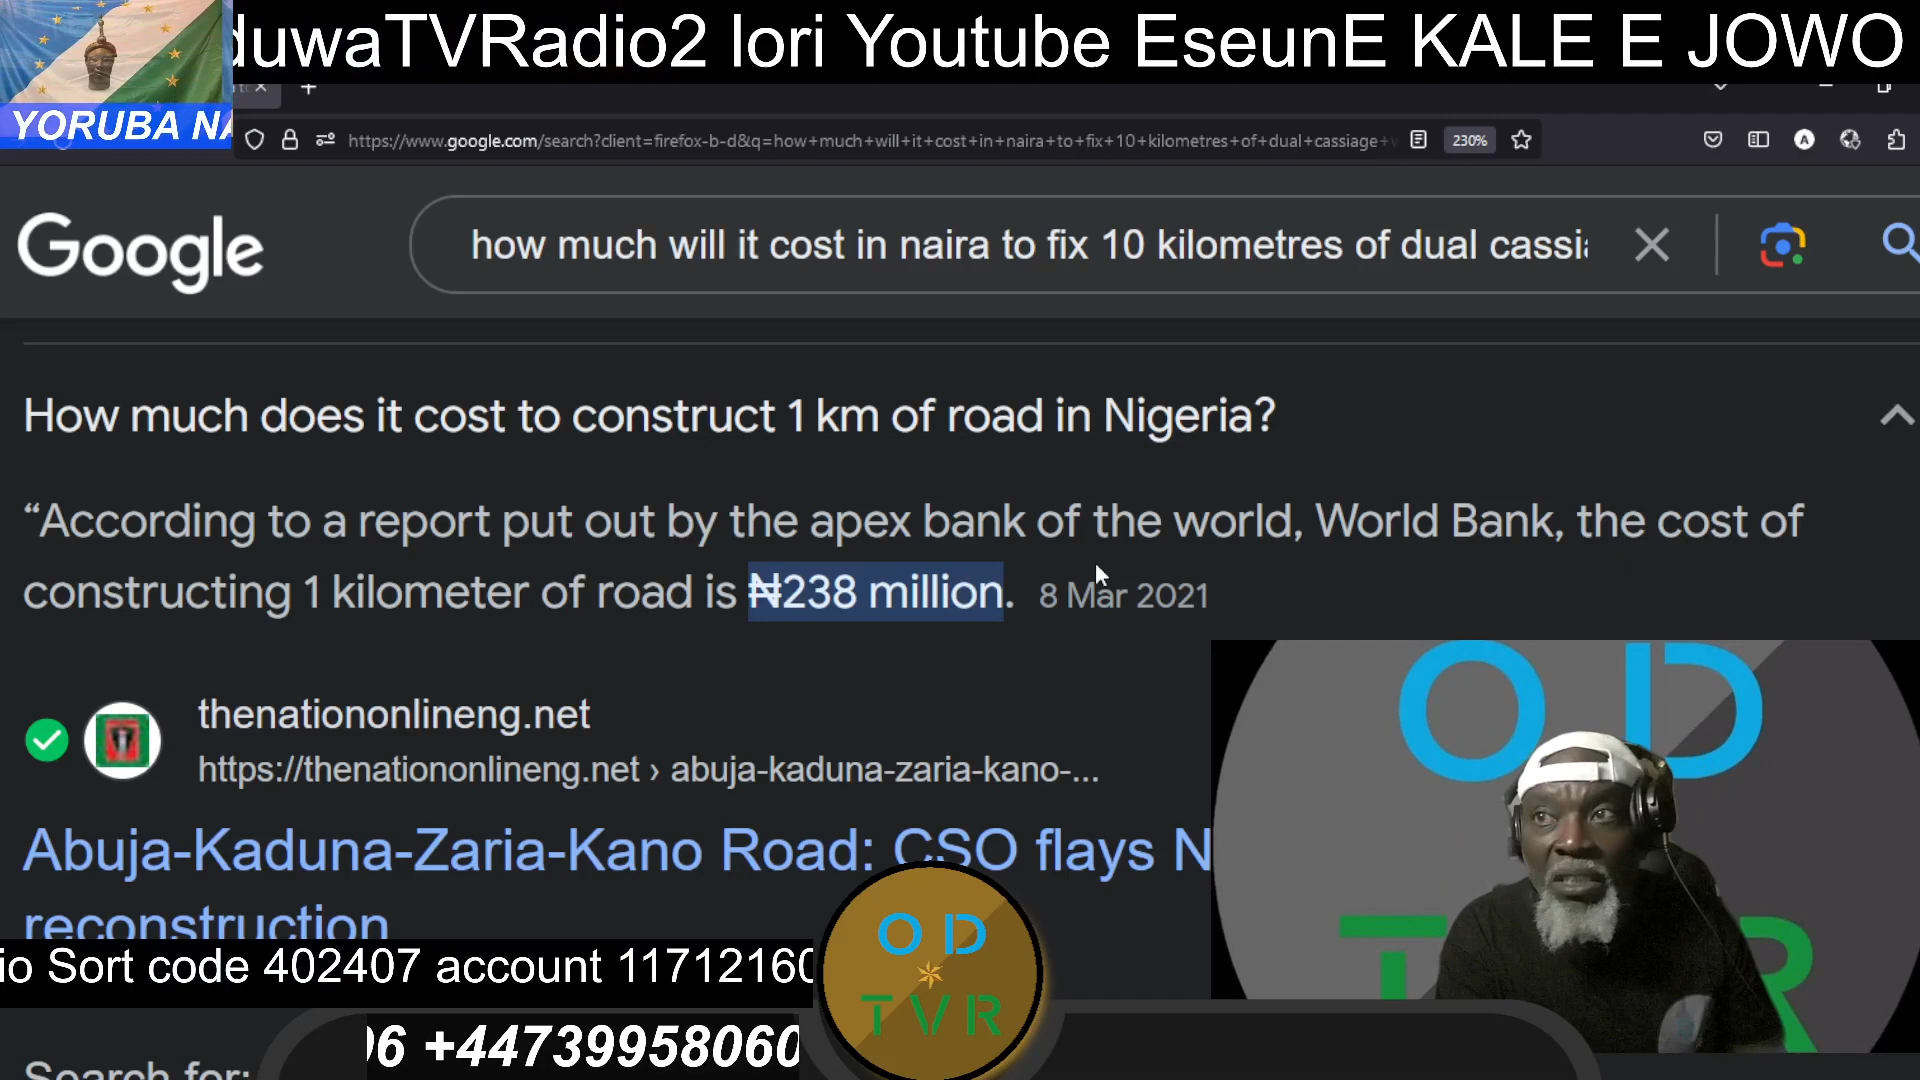 duwaTVRadio2 lori Youtube EseunE KALE E JOWO
YORUBA NA
https://www.google.com/search?client=firefox-b-d&q=how+much+will+it+cost+in+naira+to+fix+10+kilometres+of+dual+cassiage+
230%
A
Google
how much will it cost in naira to fix 10 kilometres of dual cassia
How much does it cost to construct 1 km of road in Nigeria?
“According to a report put out by the apex bank of the world, World Bank, the cost of
constructing 1 kilometer of road is ₦238 million. 8 Mar 2021
thenationonlineng.net
https://thenationonlineng.net › abuja-kaduna-zaria-kano-...
Abuja-Kaduna-Zaria-Kano Road: CSO flays N
reconstruction
O D
T R
io Sort code 402407 account 11712160
O D
T V R
06 +44739958060
Search for: